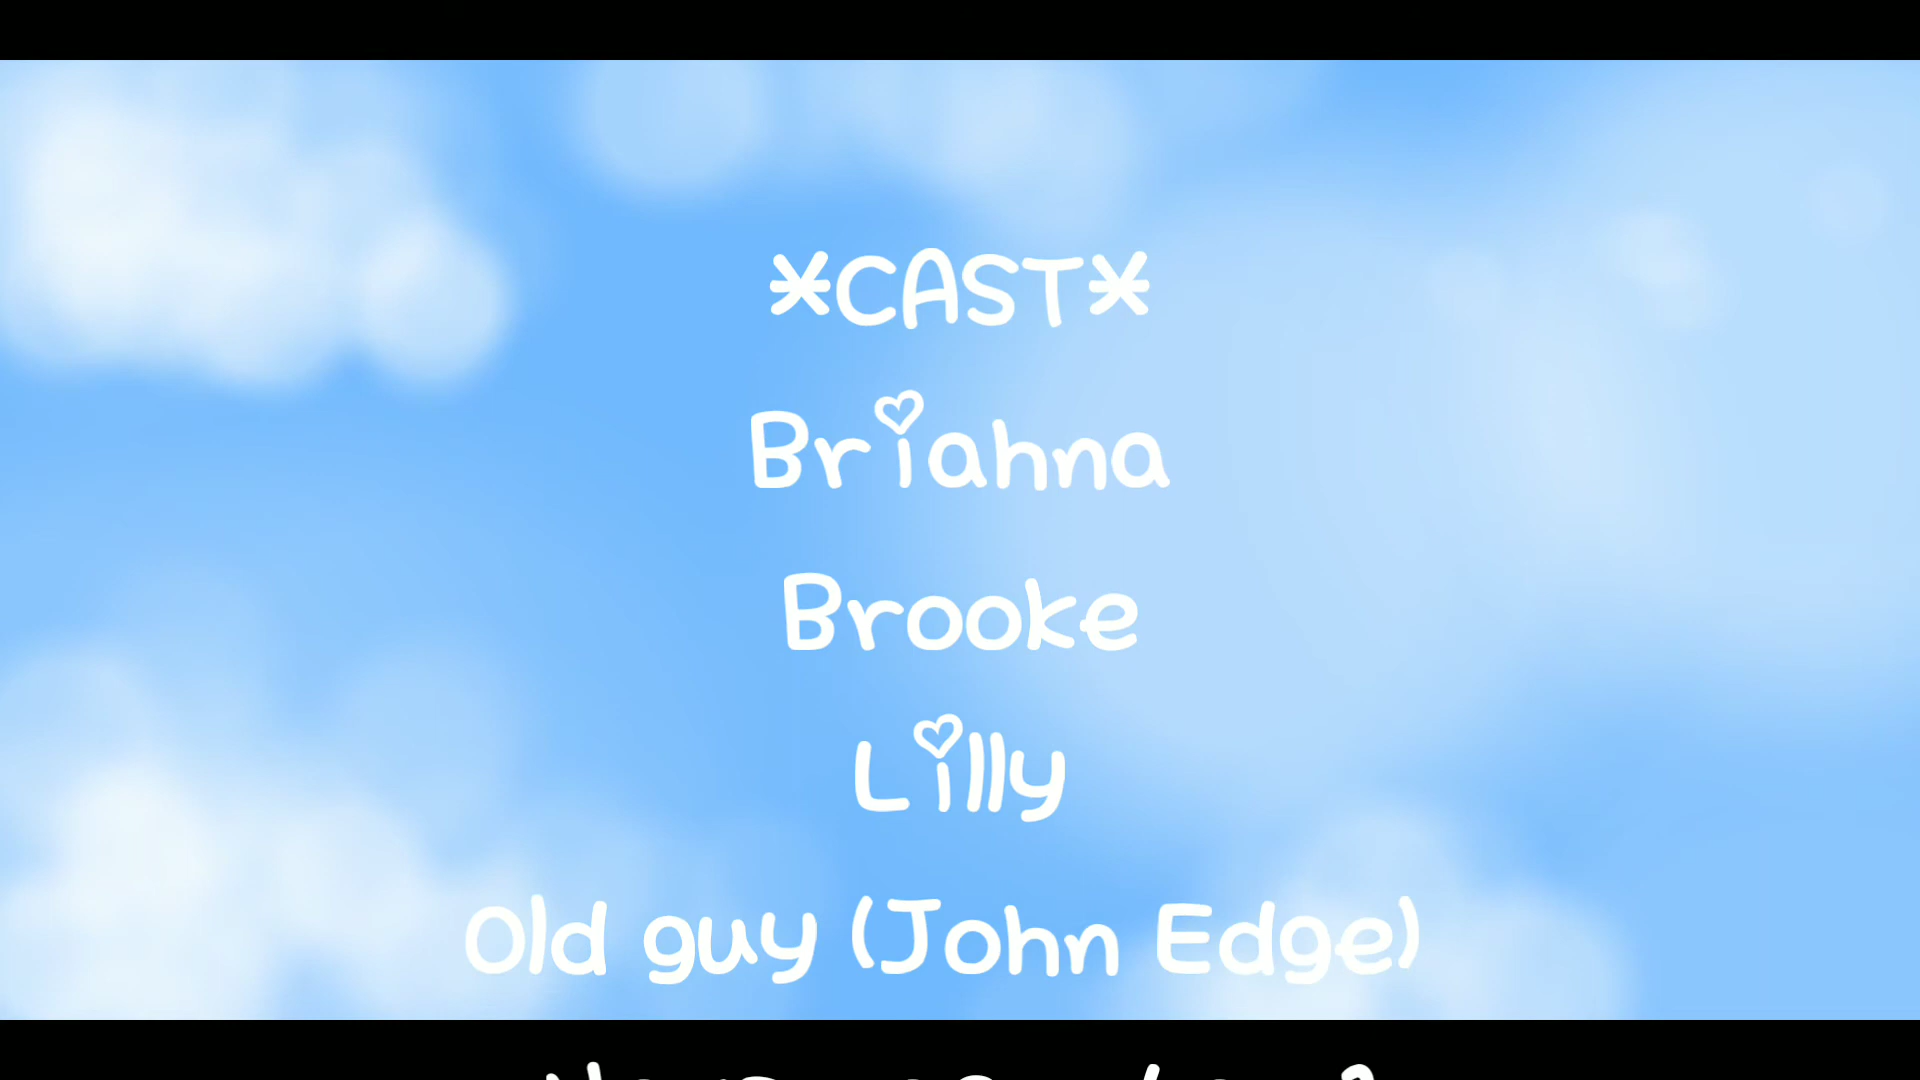 *CAST*
Briahna
Brooke
Lilly
Old guy (John Edge)